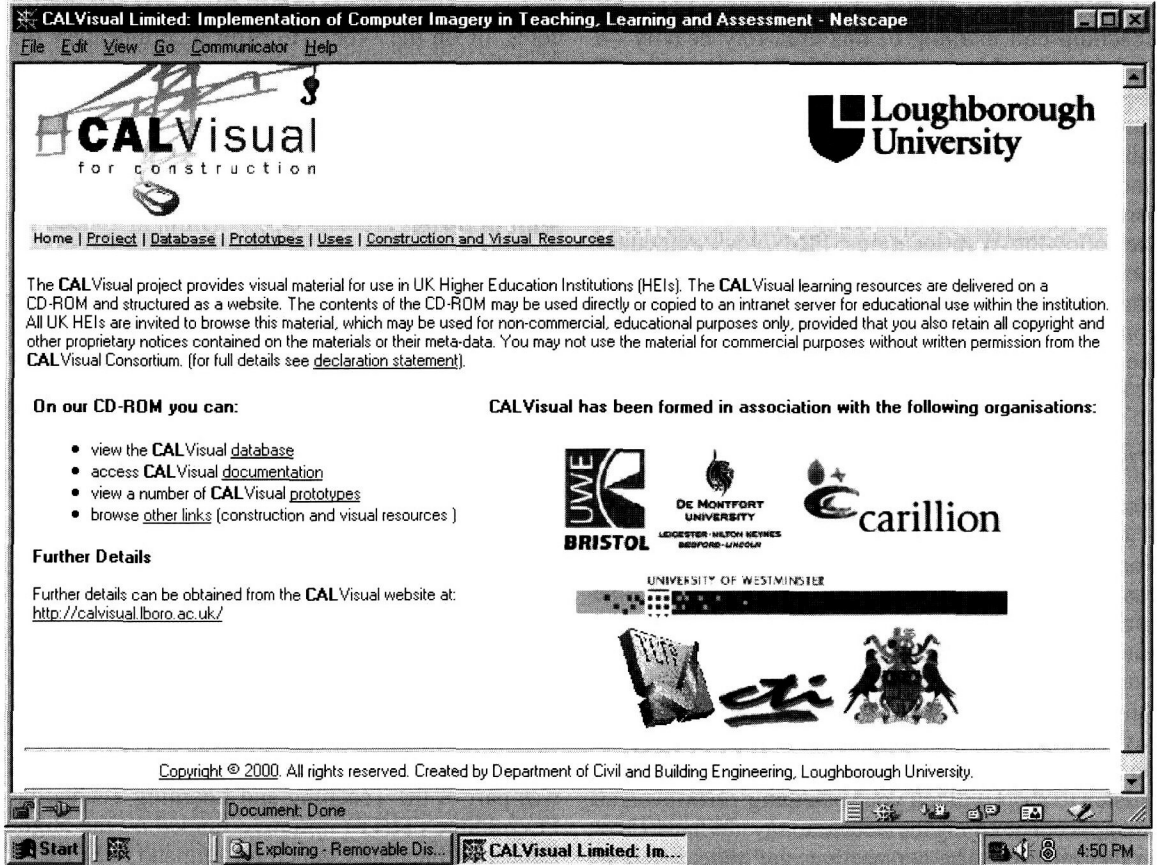 CALVisual Limited: Implementation of Computer Imagery in Teaching, Learning and Assessment - Netscape
File Edit View Go Communicator Help
CALVisual
for construction
Loughborough
University
Home | Project | Database | Prototypes | Uses | Construction and Visual Resources
The CALVisual project provides visual material for use in UK Higher Education Institutions (HEIs). The CALVisual learning resources are delivered on a
CD-ROM and structured as a website. The contents of the CD-ROM may be used directly or copied to an intranet server for educational use within the institution.
All UK HEIs are invited to browse this material, which may be used for non-commercial, educational purposes only, provided that you also retain all copyright and
other proprietary notices contained on the materials or their meta-data. You may not use the material for commercial purposes without written permission from the
CALVisual Consortium. (for full details see declaration statement).
On our CD-ROM you can:
• view the CALVisual database
• access CALVisual documentation
• view a number of CALVisual prototypes
• browse other links (construction and visual resources )
Further Details
Further details can be obtained from the CALVisual website at:
http://calvisual.lboro.ac.uk/
CALVisual has been formed in association with the following organisations:
UWE
BRISTOL
DE MONTFORT
UNIVERSITY
LEICESTER·MILTON KEYNES
BEDFORD·LINCOLN
carillion
UNIVERSITY OF WESTMINSTER
TLTP
cti
Copyright © 2000. All rights reserved. Created by Department of Civil and Building Engineering, Loughborough University.
Document: Done
Start
Exploring - Removable Dis...
CALVisual Limited: Im...
4:50 PM